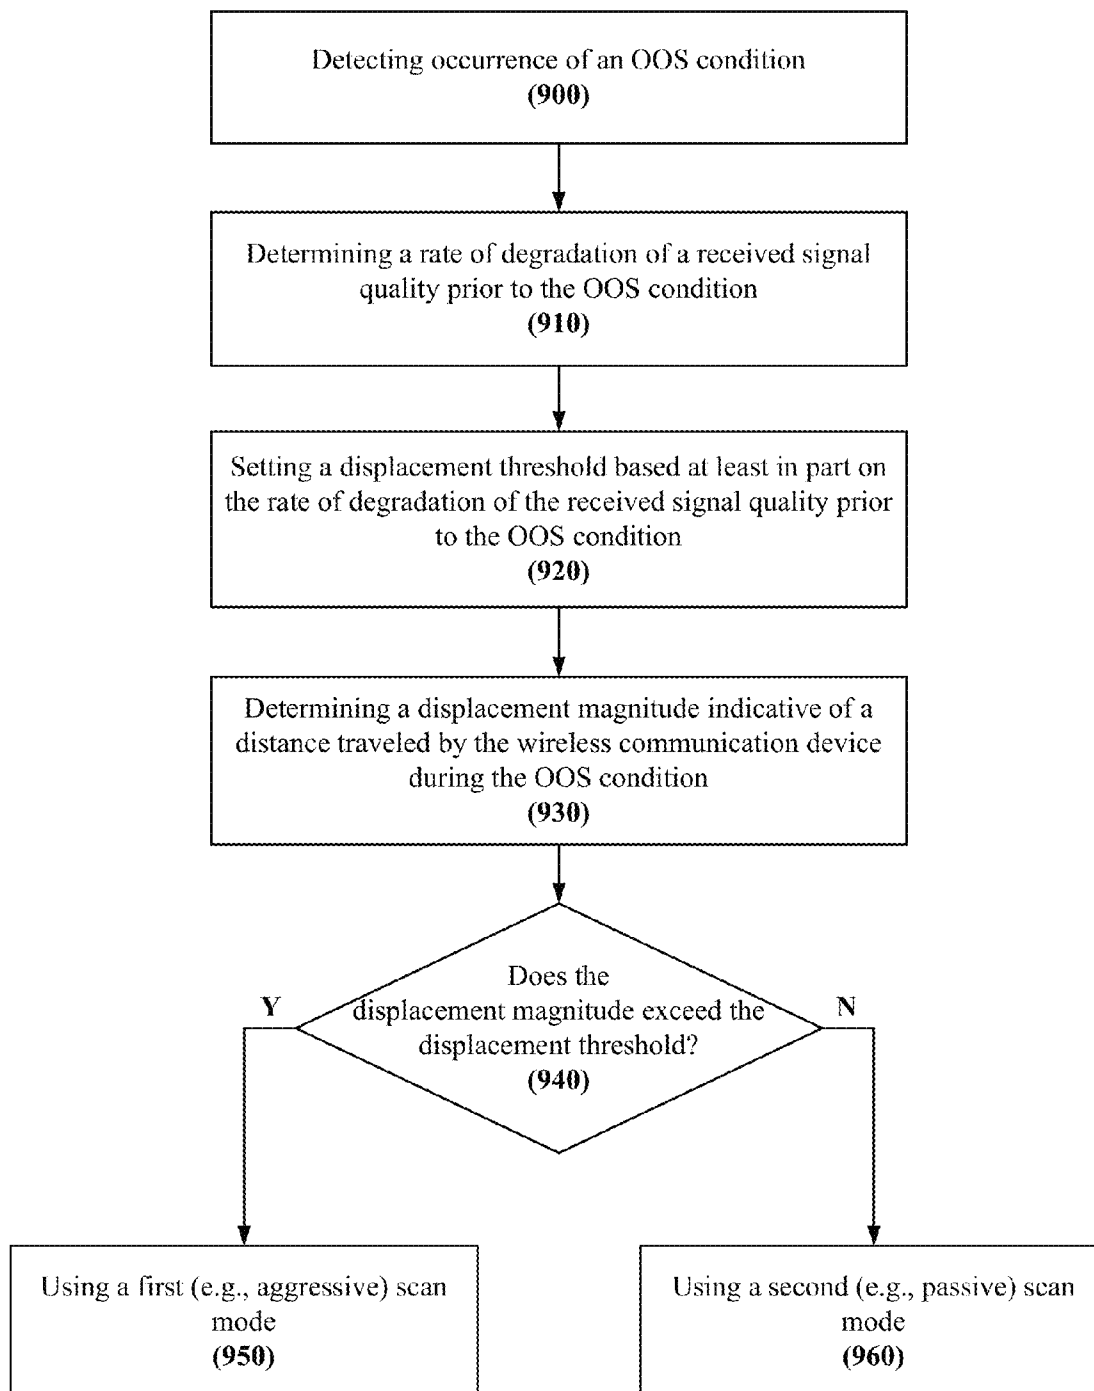 Detecting occurrence of an OOS condition
(900)
Determining a rate of degradation of a received signal
quality prior to the OOS condition
(910)
Setting a displacement threshold based at least in part on
the rate of degradation of the received signal quality prior
to the OOS condition
(920)
Determining a displacement magnitude indicative of a
distance traveled by the wireless communication device
during the OOS condition
(930)
Does the
displacement magnitude exceed the
displacement threshold?
(940)
Y
N
Using a first (e.g., aggressive) scan
mode
(950)
Using a second (e.g., passive) scan
mode
(960)